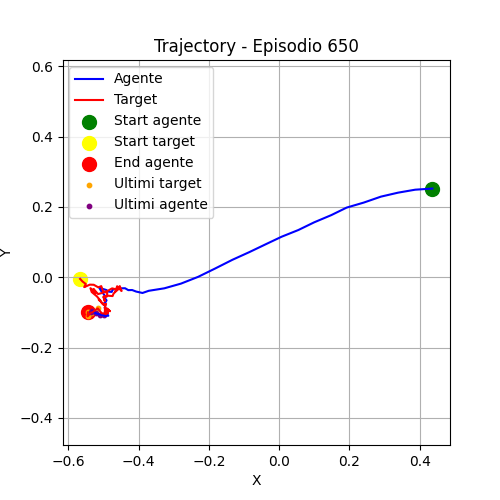 Trajectory - Episodio 650
0.6
0.4
0.2
0.0
−0.2
−0.4
Y
Agente
Target
Start agente
Start target
End agente
Ultimi target
Ultimi agente
−0.6
−0.4
−0.2
0.0
0.2
0.4
X